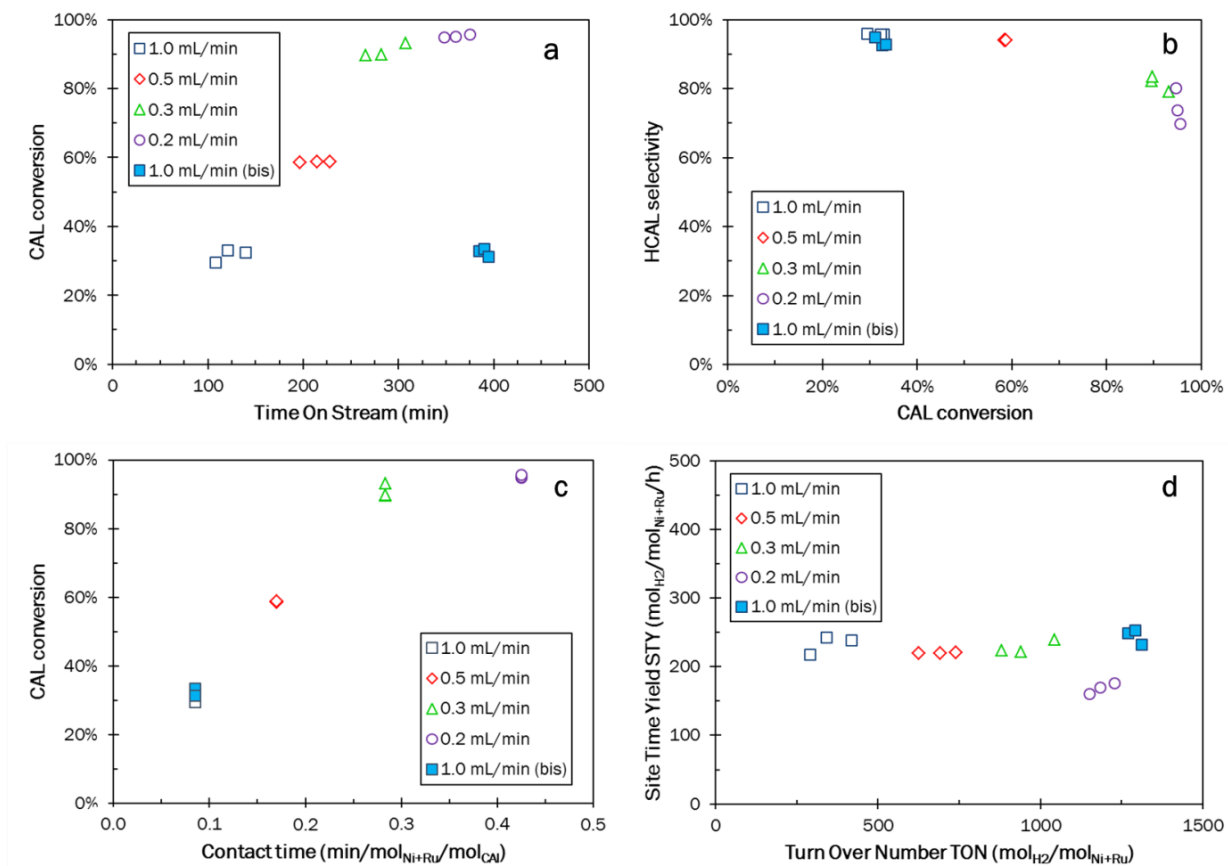 a
100%
80%
60%
40%
20%
0%
CAL conversion
1.0 mL/min
0.5 mL/min
0.3 mL/min
0.2 mL/min
1.0 mL/min (bis)
0 100 200 300 400 500
Time On Stream (min)
b
100%
80%
60%
40%
20%
0%
HCAL selectivity
1.0 mL/min
0.5 mL/min
0.3 mL/min
0.2 mL/min
1.0 mL/min (bis)
0% 20% 40% 60% 80% 100%
CAL conversion
c
100%
80%
60%
40%
20%
0%
CAL conversion
1.0 mL/min
0.5 mL/min
0.3 mL/min
0.2 mL/min
1.0 mL/min (bis)
0 0.1 0.2 0.3 0.4 0.5
Contact time (min/molNi+Ru/molCAl)
d
500
400
300
250
200
150
100
50
0
Site Time Yield STY (molH2/molNi+Ru/h)
1.0 mL/min
0.5 mL/min
0.3 mL/min
0.2 mL/min
1.0 mL/min (bis)
0 250 500 750 1000 1250 1500
Turn Over Number TON (molH2/molNi+Ru)